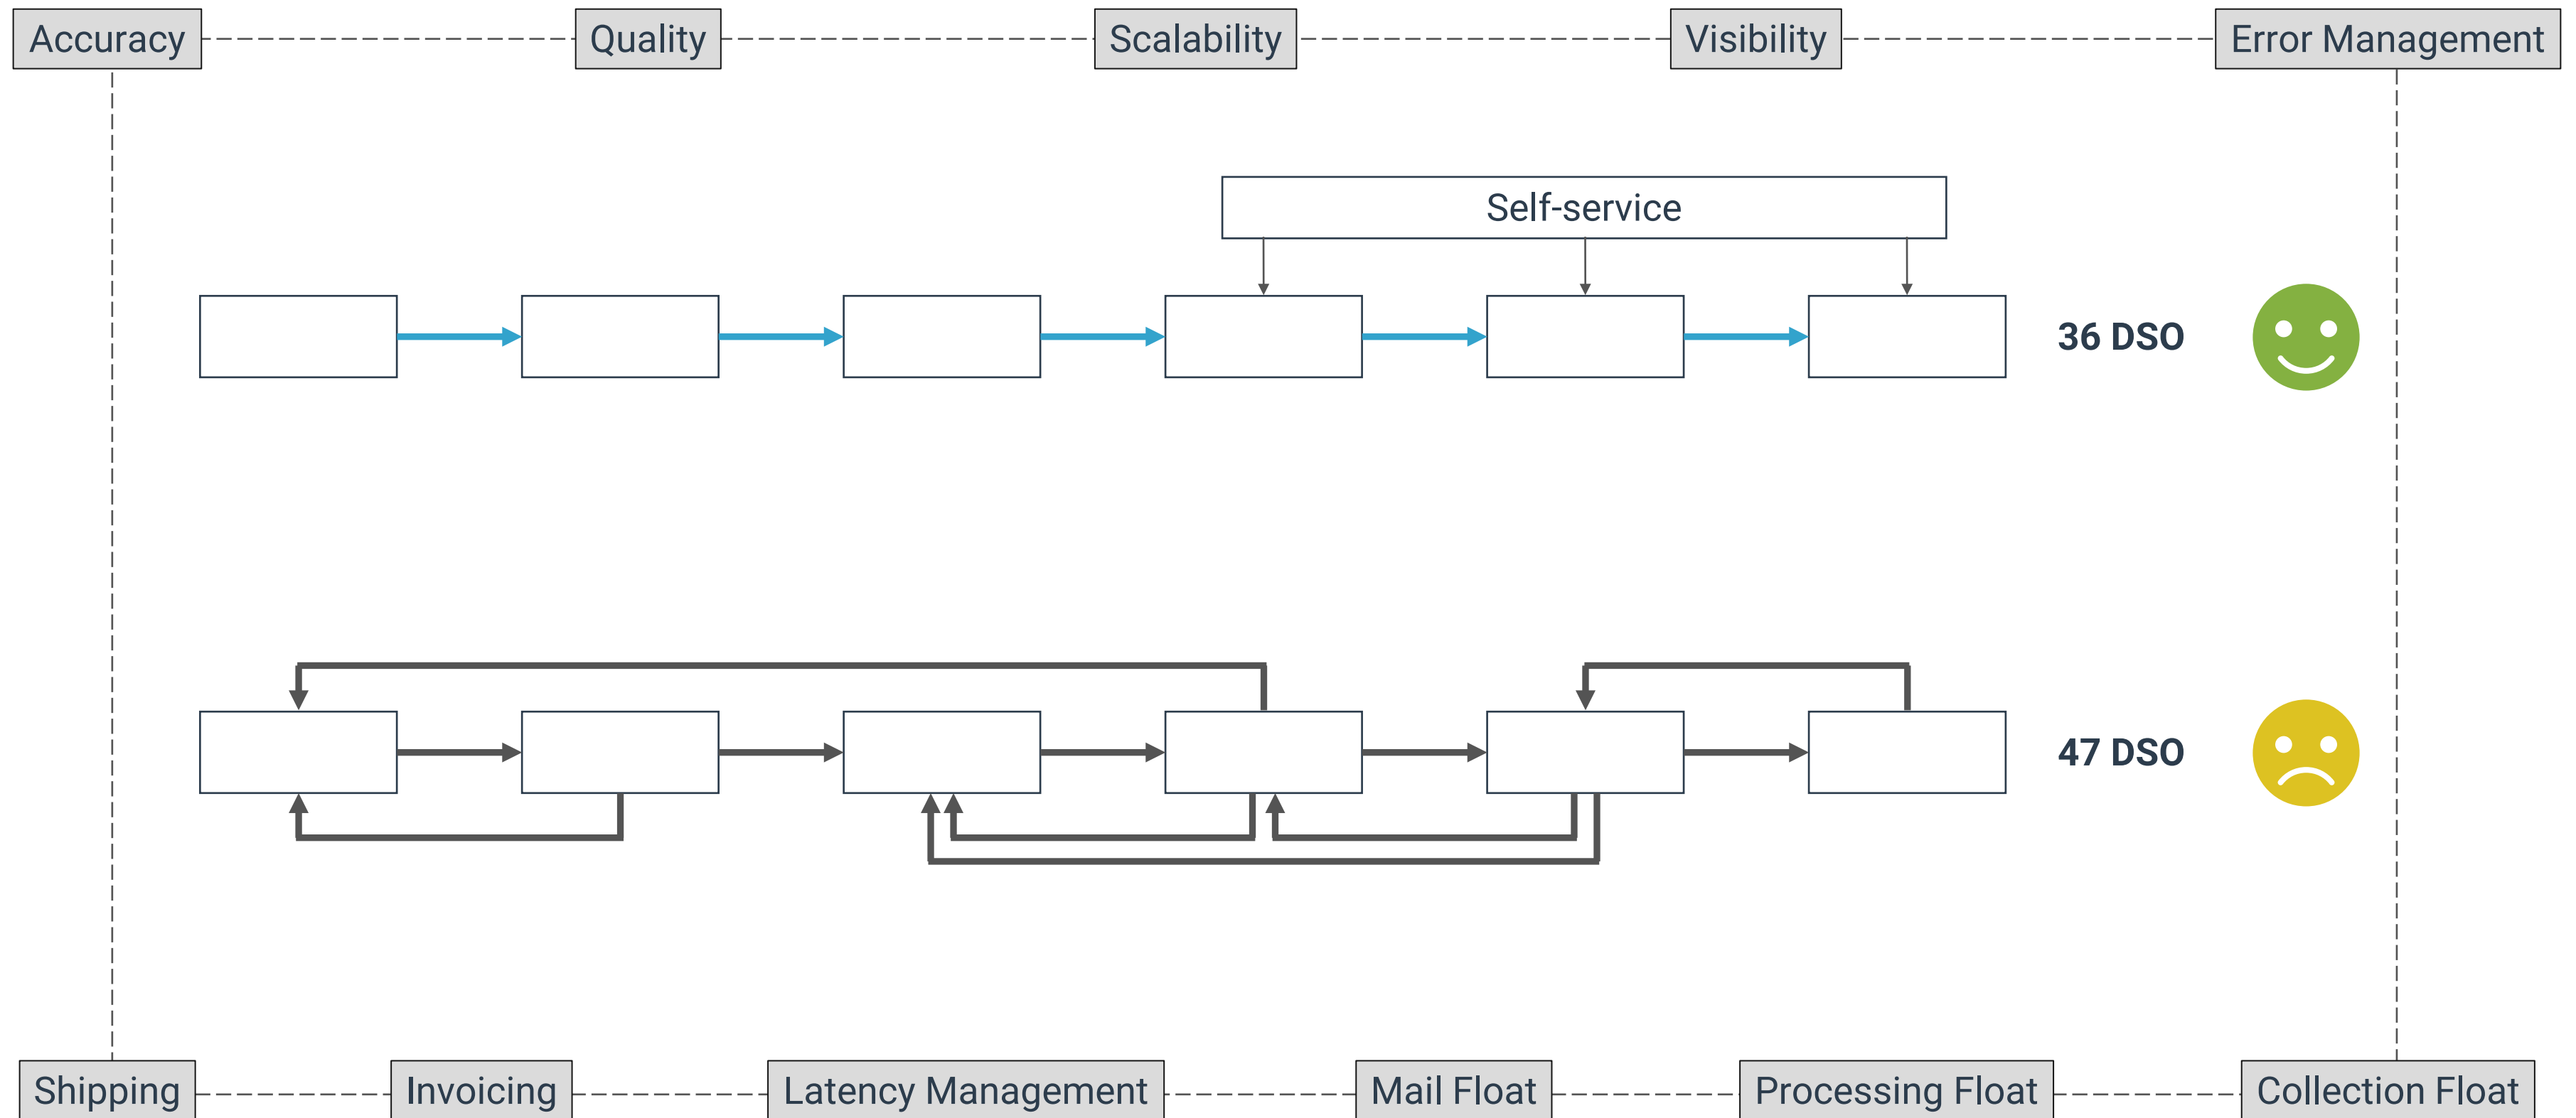 Accuracy
Quality
Scalability
Visibility
Error Management
Self-service
36 DSO
47 DSO
Shipping
Invoicing
Latency Management
Mail Float
Processing Float
Collection Float